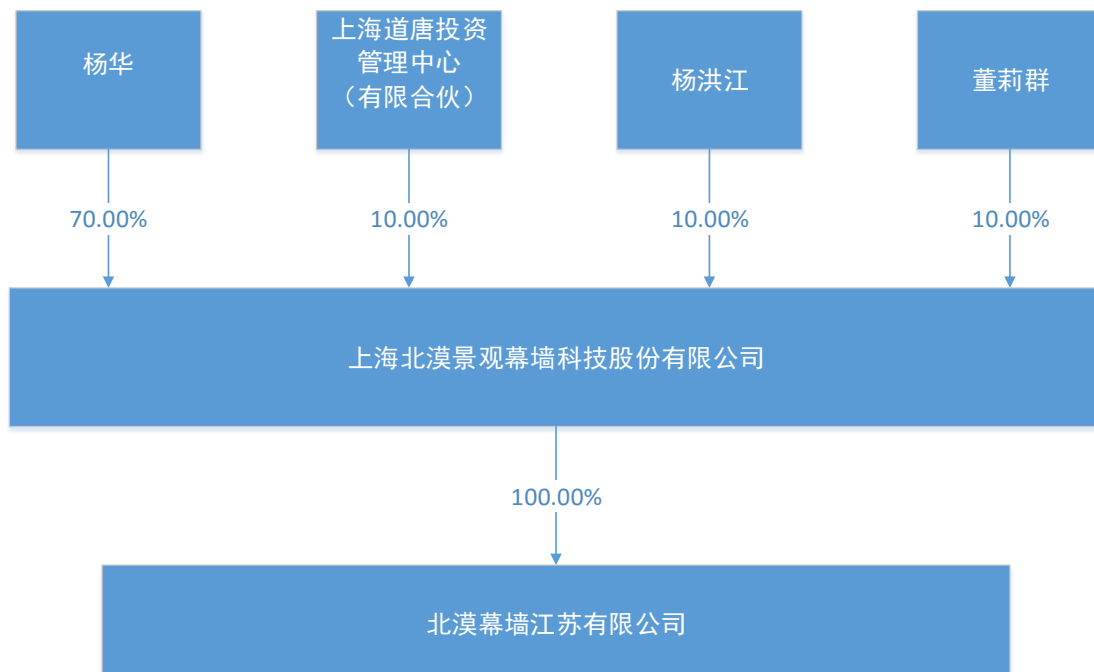 杨华
上海道唐投资
管理中心
（有限合伙）
杨洪江
董莉群
70.00%
10.00%
10.00%
10.00%
上海北漠景观幕墙科技股份有限公司
100.00%
北漠幕墙江苏有限公司